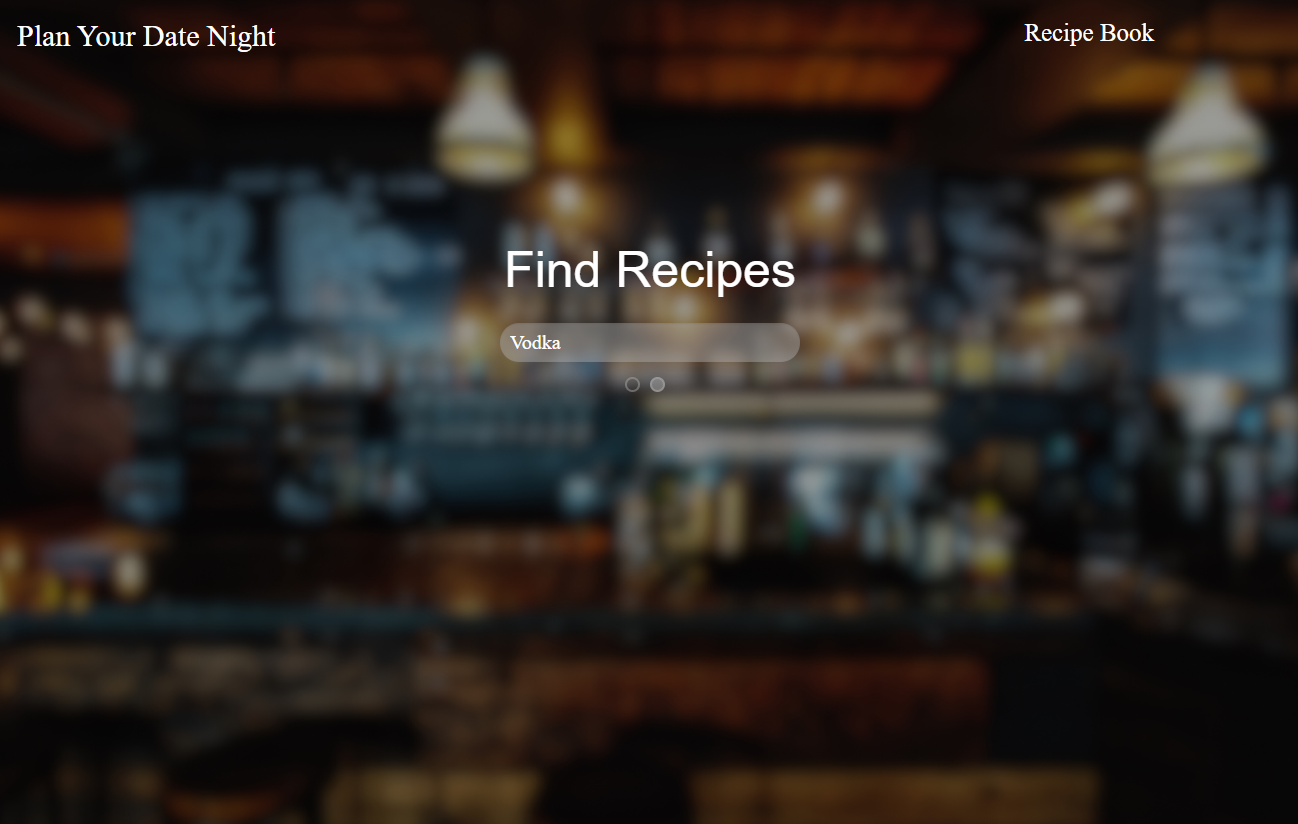 Plan Your Date Night
Recipe Book
Find Recipes
Vodka